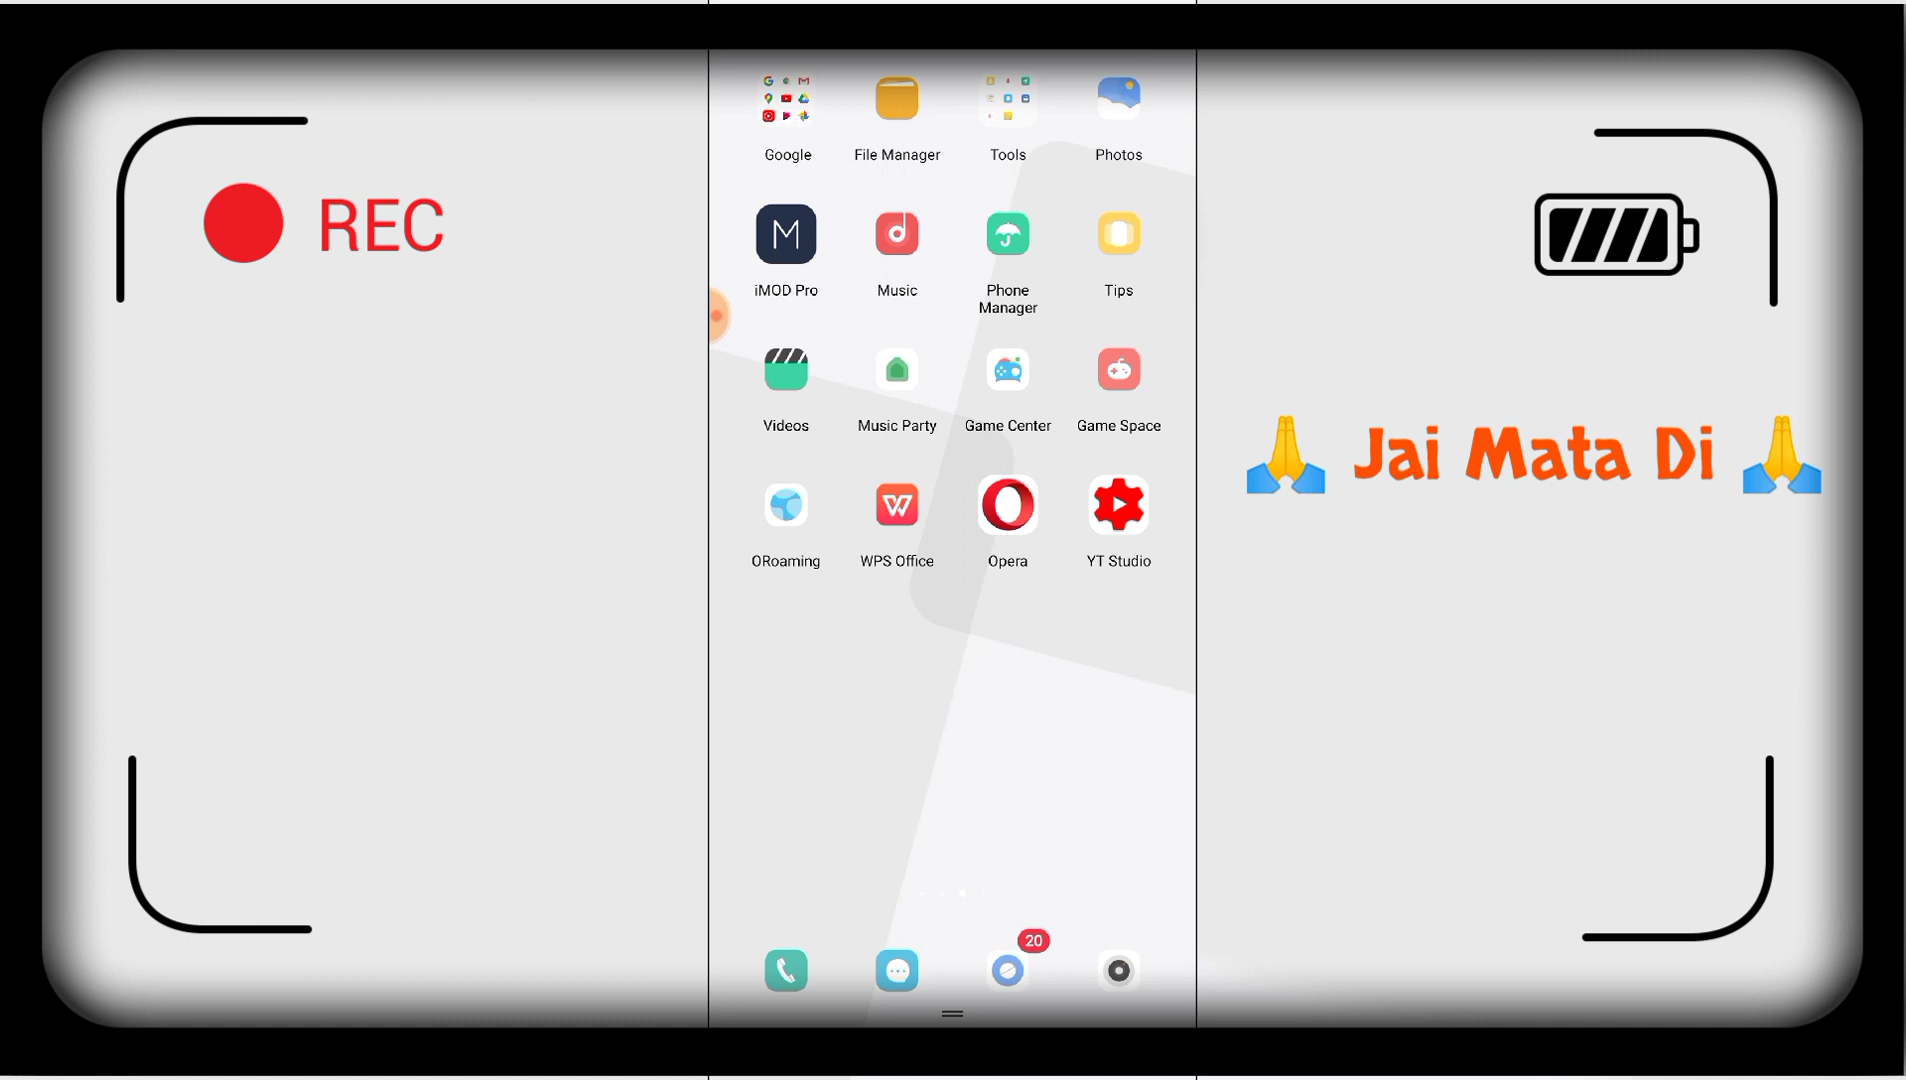 REC
Google File Manager Tools Photos
iMOD Pro Music Phone Manager Tips
Videos Music Party Game Center Game Space
ORoaming WPS Office Opera YT Studio
20
🙏 Jai Mata Di 🙏